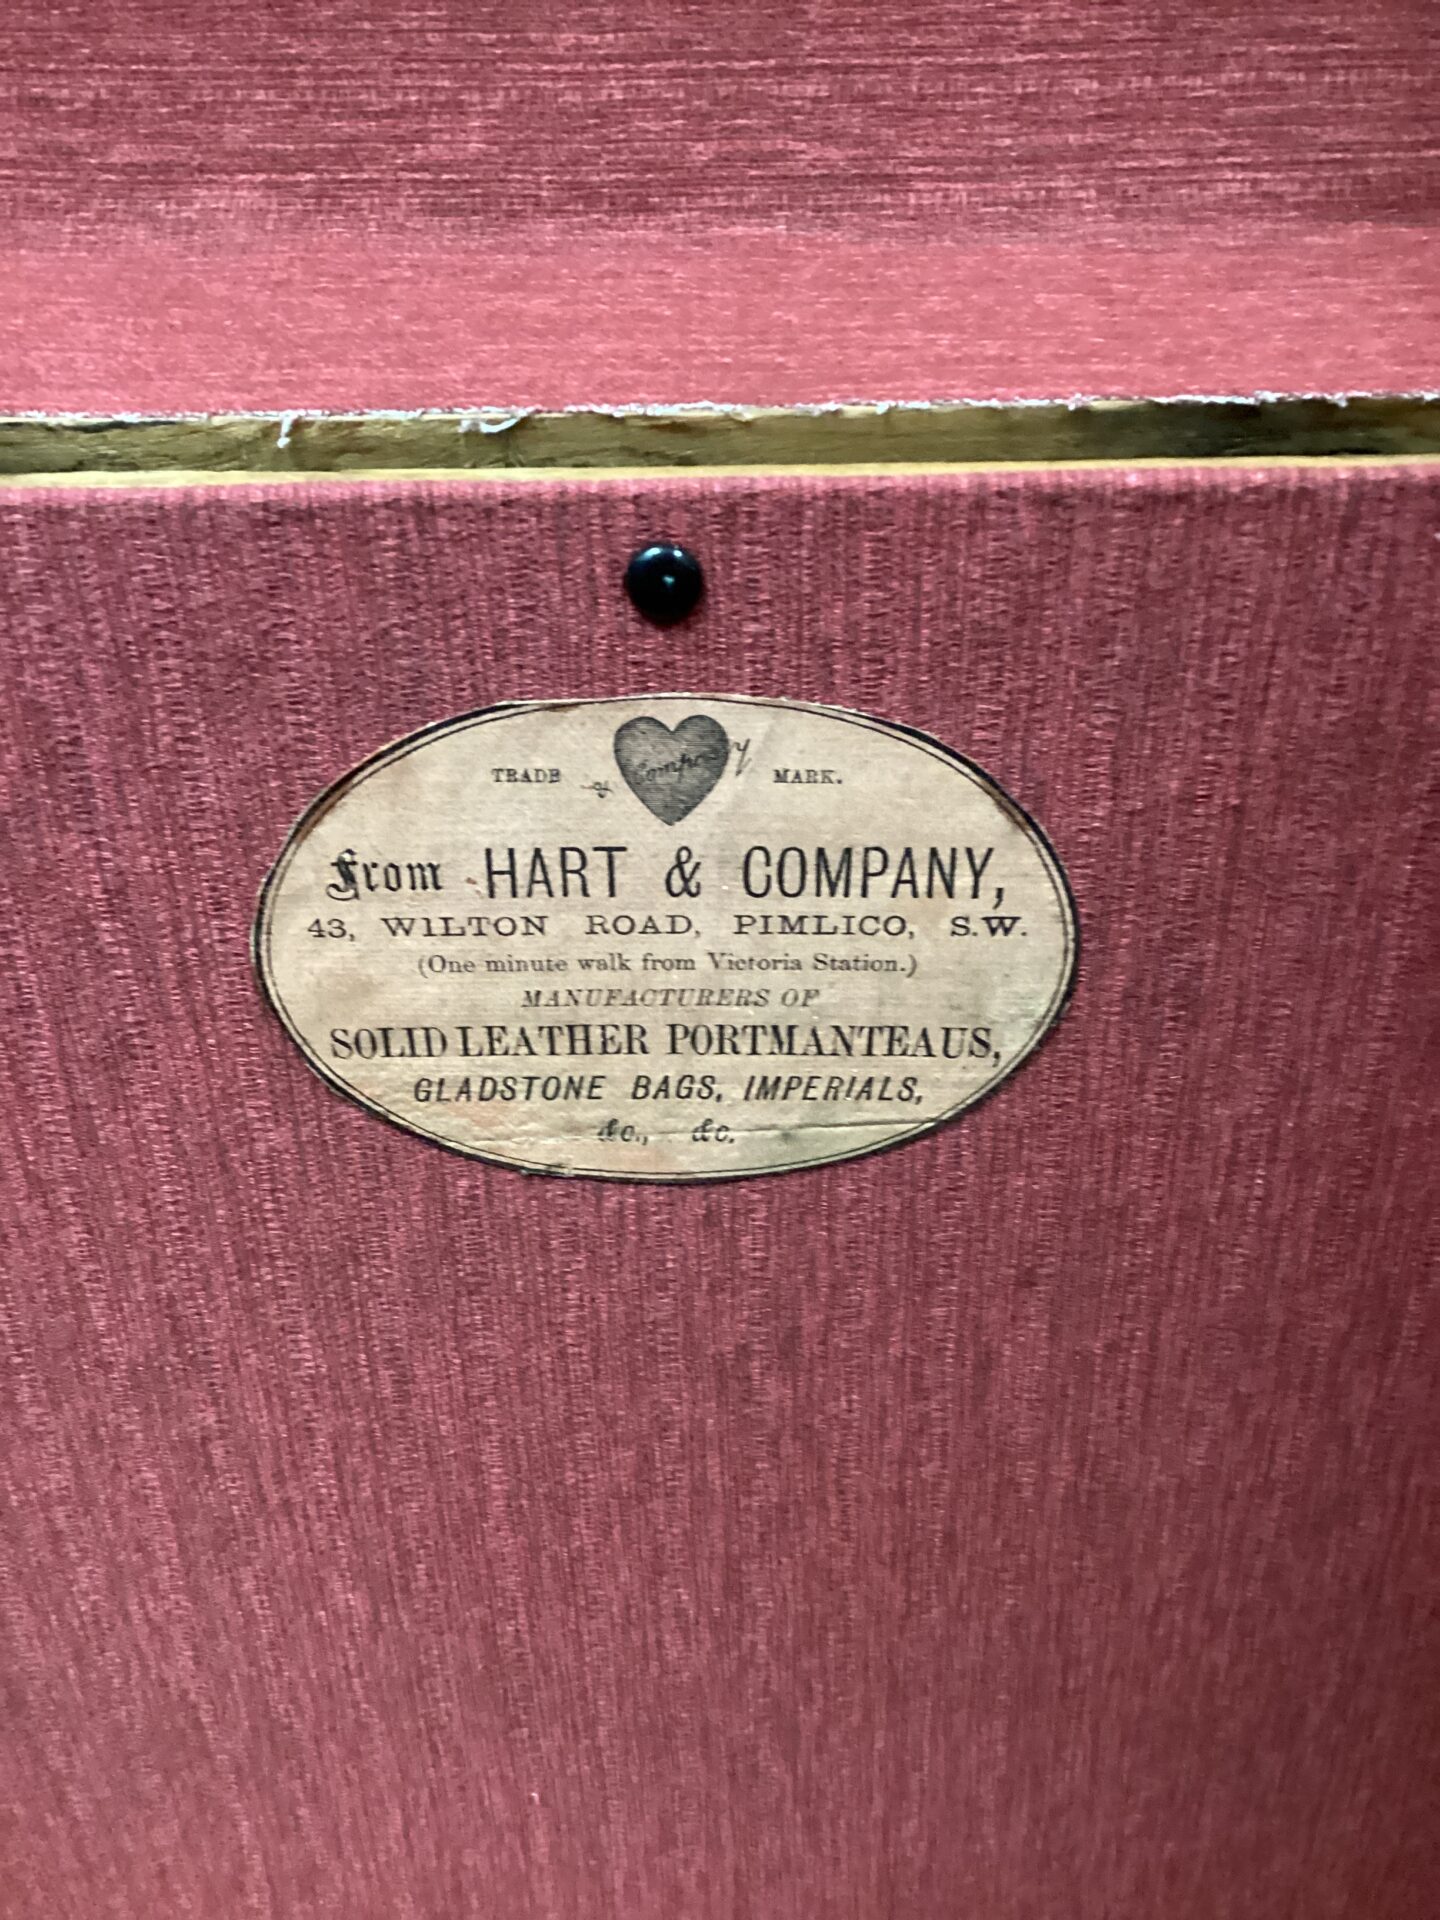 TRADE & Company MARK.
From HART & COMPANY,
43, WILTON ROAD, PIMLICO, S.W.
(One minute walk from Victoria Station.)
MANUFACTURERS OF
SOLID LEATHER PORTMANTEAUS,
GLADSTONE BAGS, IMPERIALS,
&c., &c.